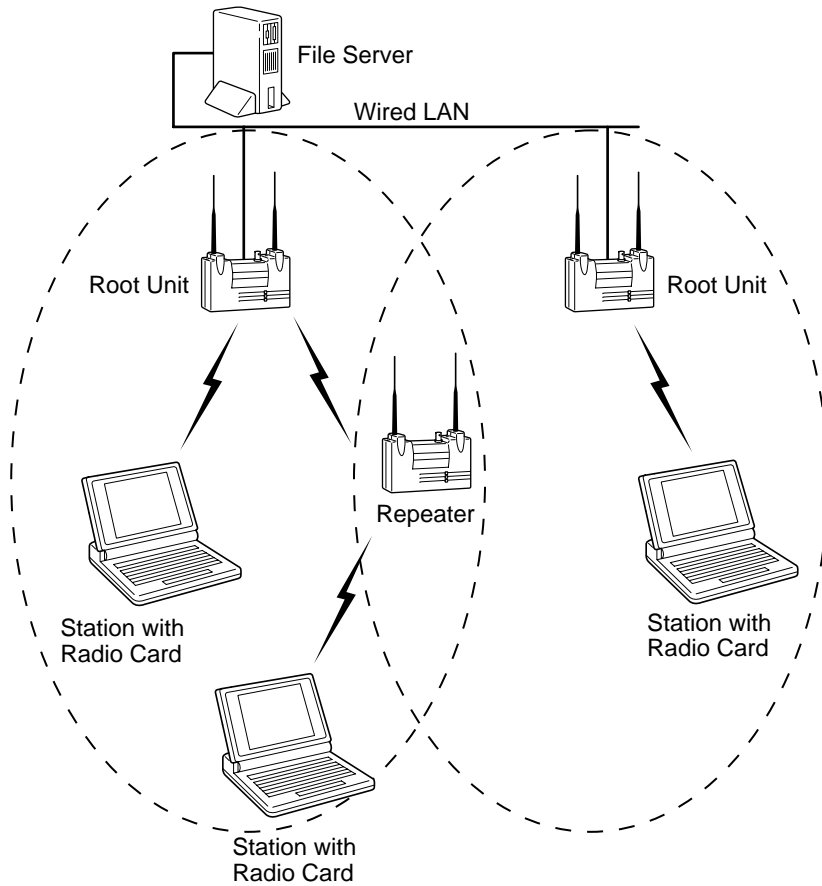 File Server
Wired LAN
Root Unit
Root Unit
Repeater
Station with
Radio Card
Station with
Radio Card
Station with
Radio Card